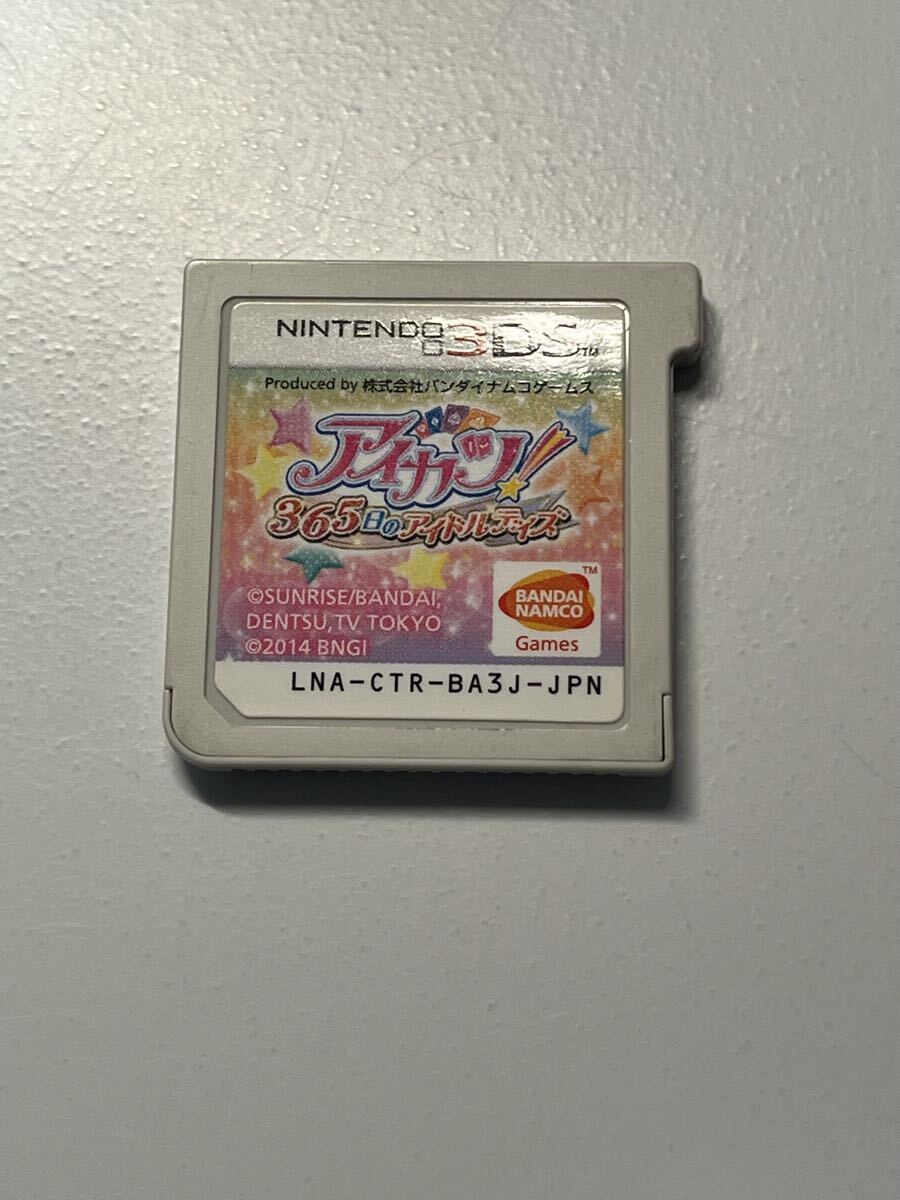 NINTENDO 3DS™
Produced by 株式会社バンダイナムコゲームス
アイカツ!
365日のアイドルデイズ
©SUNRISE/BANDAI,
DENTSU, TV TOKYO
©2014 BNGI
BANDAI
NAMCO
™
Games
LNA-CTR-BA3J-JPN